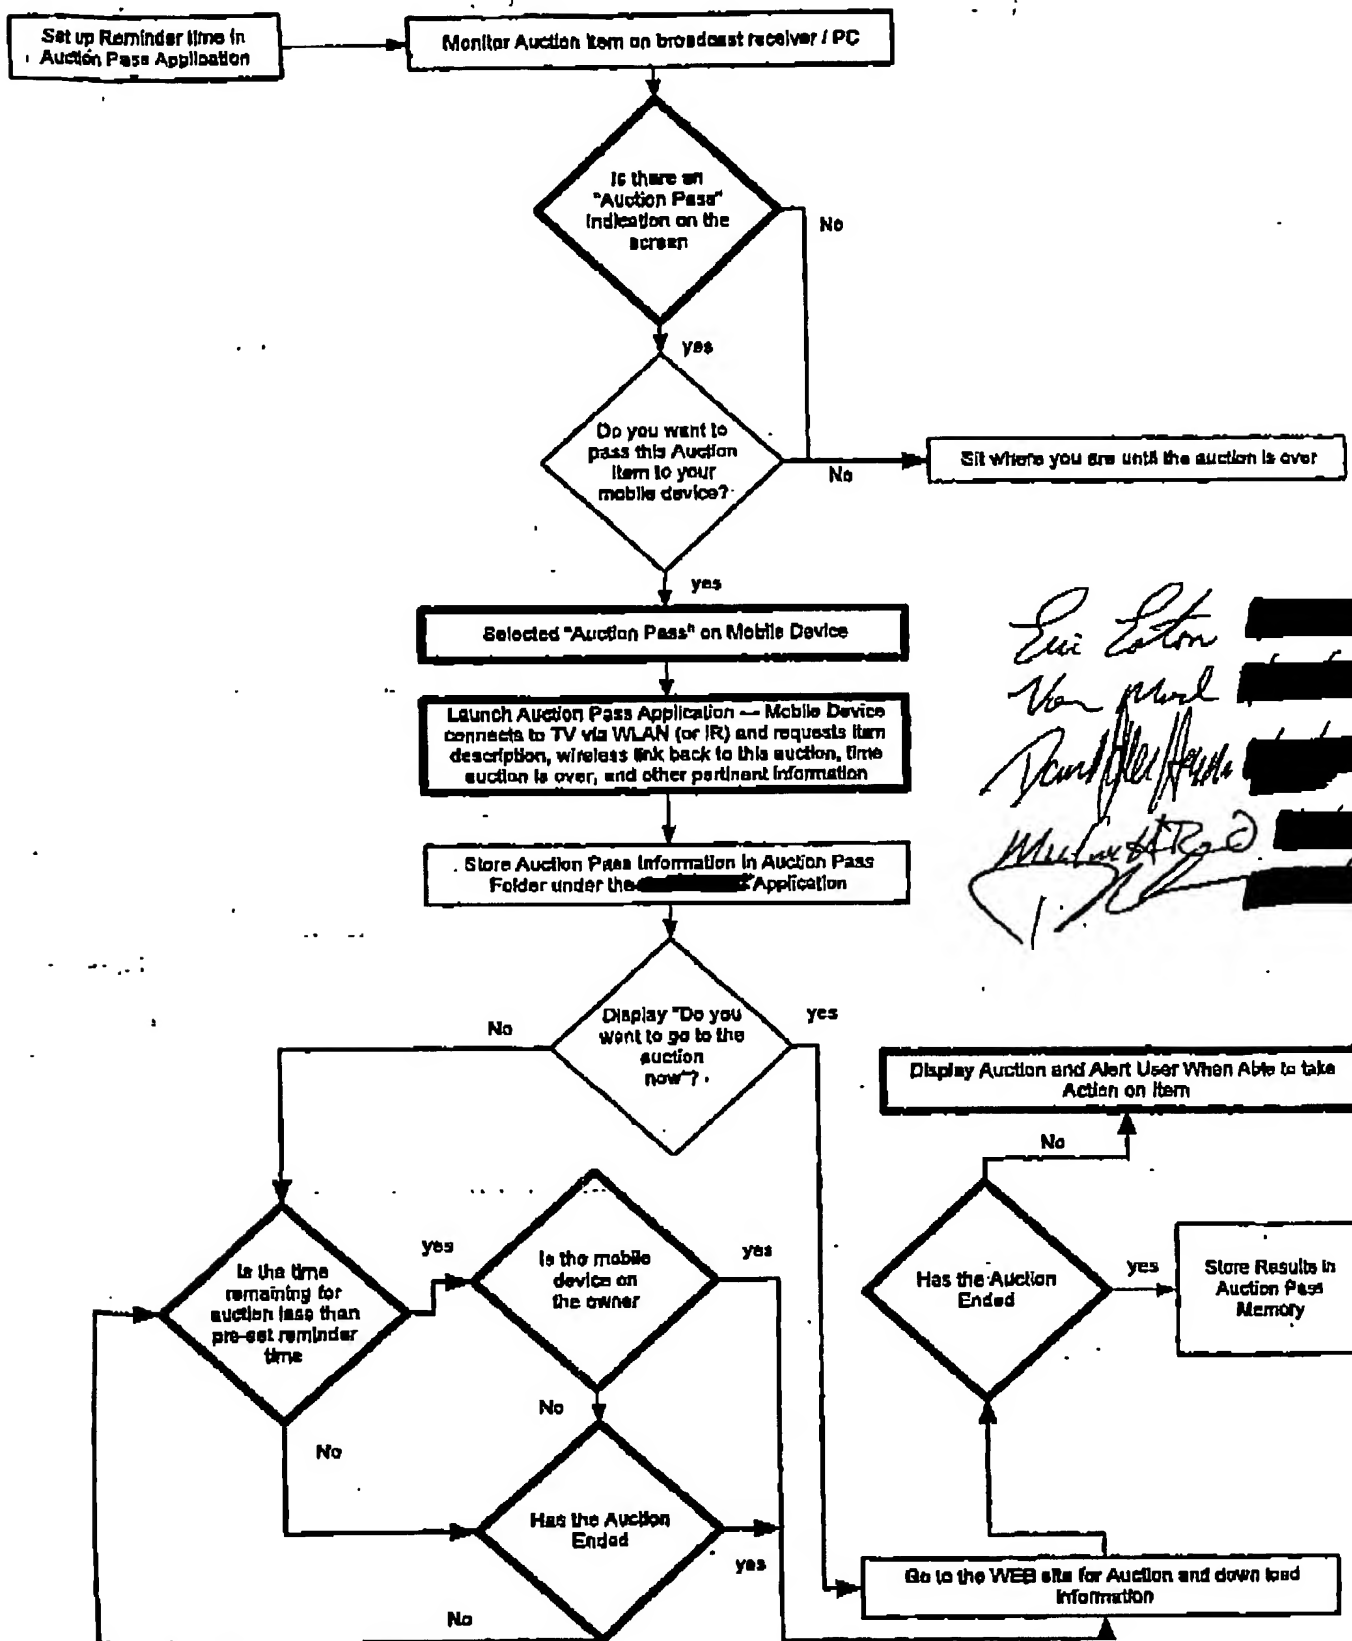 Set up Reminder time in
Auction Pass Application
Monitor Auction Item on broadcast receiver / PC
Is there an
"Auction Pass"
Indication on the
screen
No
yes
Do you want to
pass this Auction
Item to your
mobile device?
No
Sit where you are until the auction is over
yes
Selected "Auction Pass" on Mobile Device
Launch Auction Pass Application — Mobile Device
connects to TV via WLAN (or IR) and requests item
description, wireless link back to this auction, time
auction is over, and other pertinent information
Eric Eaton
Store Auction Pass Information in Auction Pass
Folder under the Application
Display "Do you
want to go to the
auction
now"?
No
yes
Display Auction and Alert User When Able to take
Action on Item
No
Is the time
remaining for
auction less than
pre-set reminder
time
yes
Is the mobile
device on
the owner
yes
Has the Auction
Ended
yes
Store Results in
Auction Pass
Memory
No
No
Has the Auction
Ended
yes
No
Go to the WEB site for Auction and down load
information